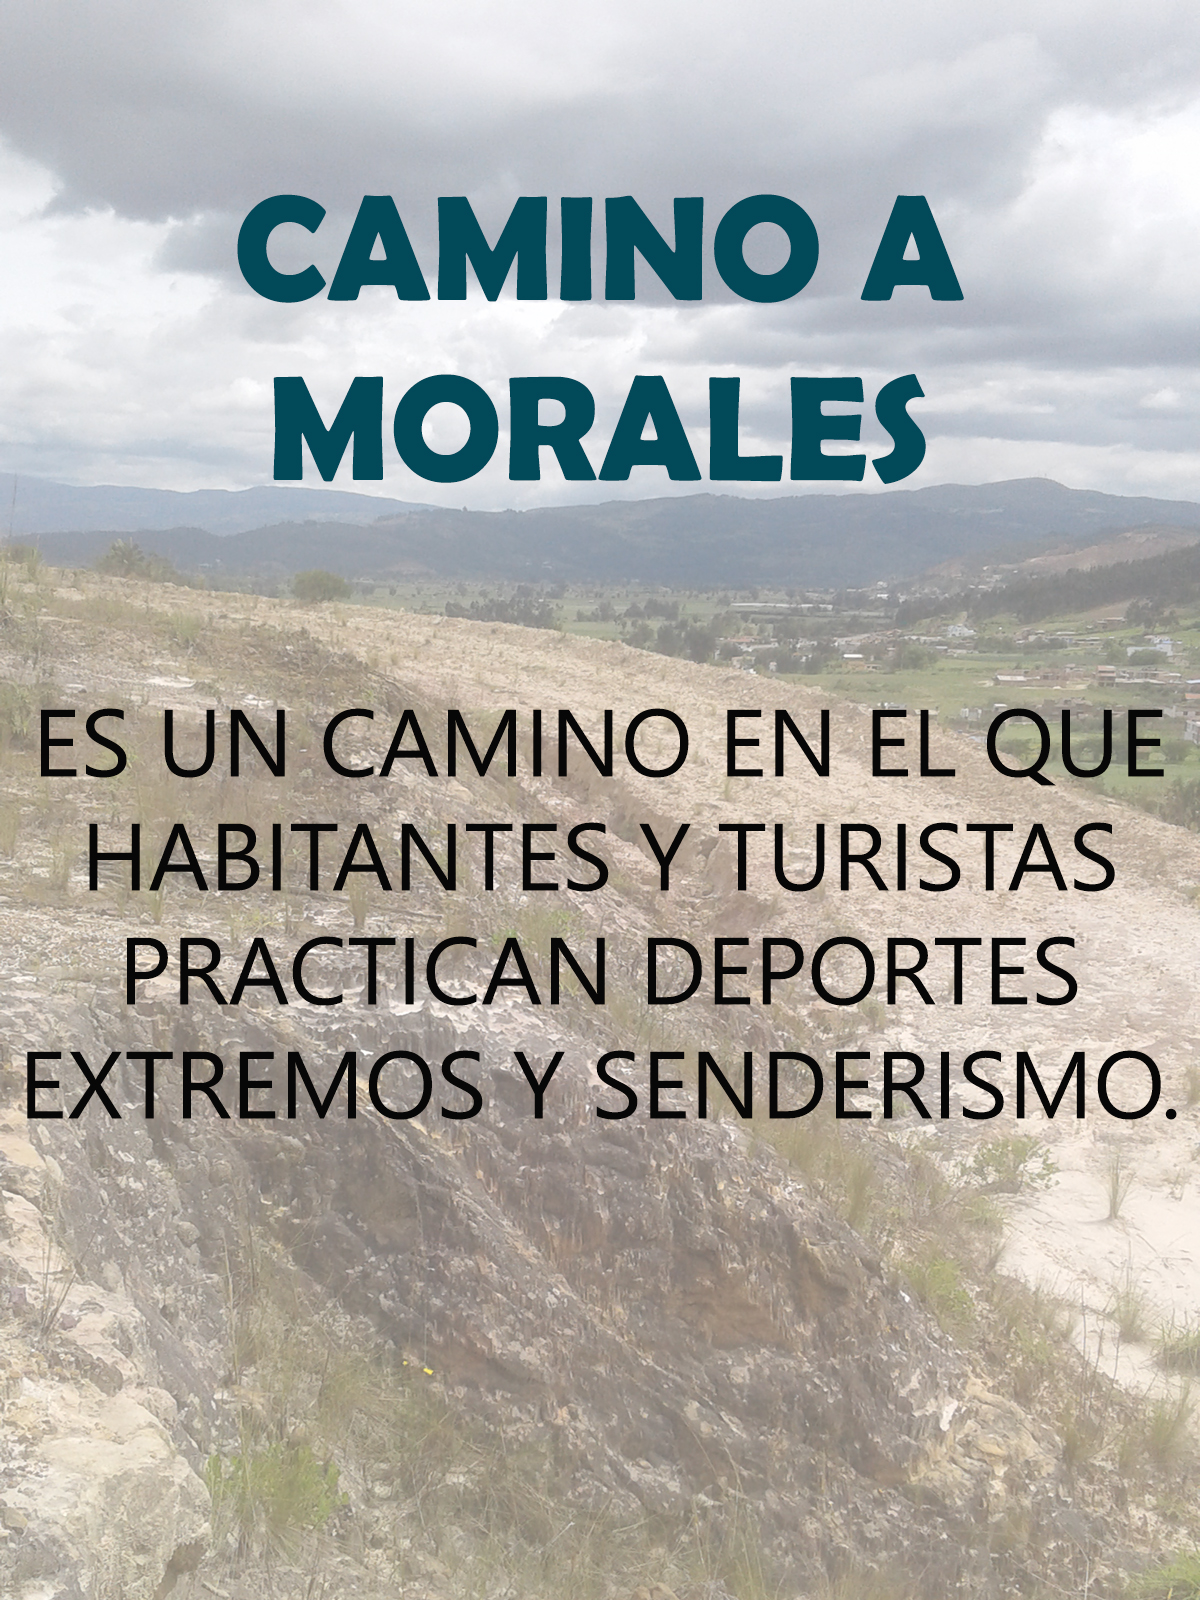 CAMINO A
MORALES
ES UN CAMINO EN EL QUE
HABITANTES Y TURISTAS
PRACTICAN DEPORTES
EXTREMOS Y SENDERISMO.